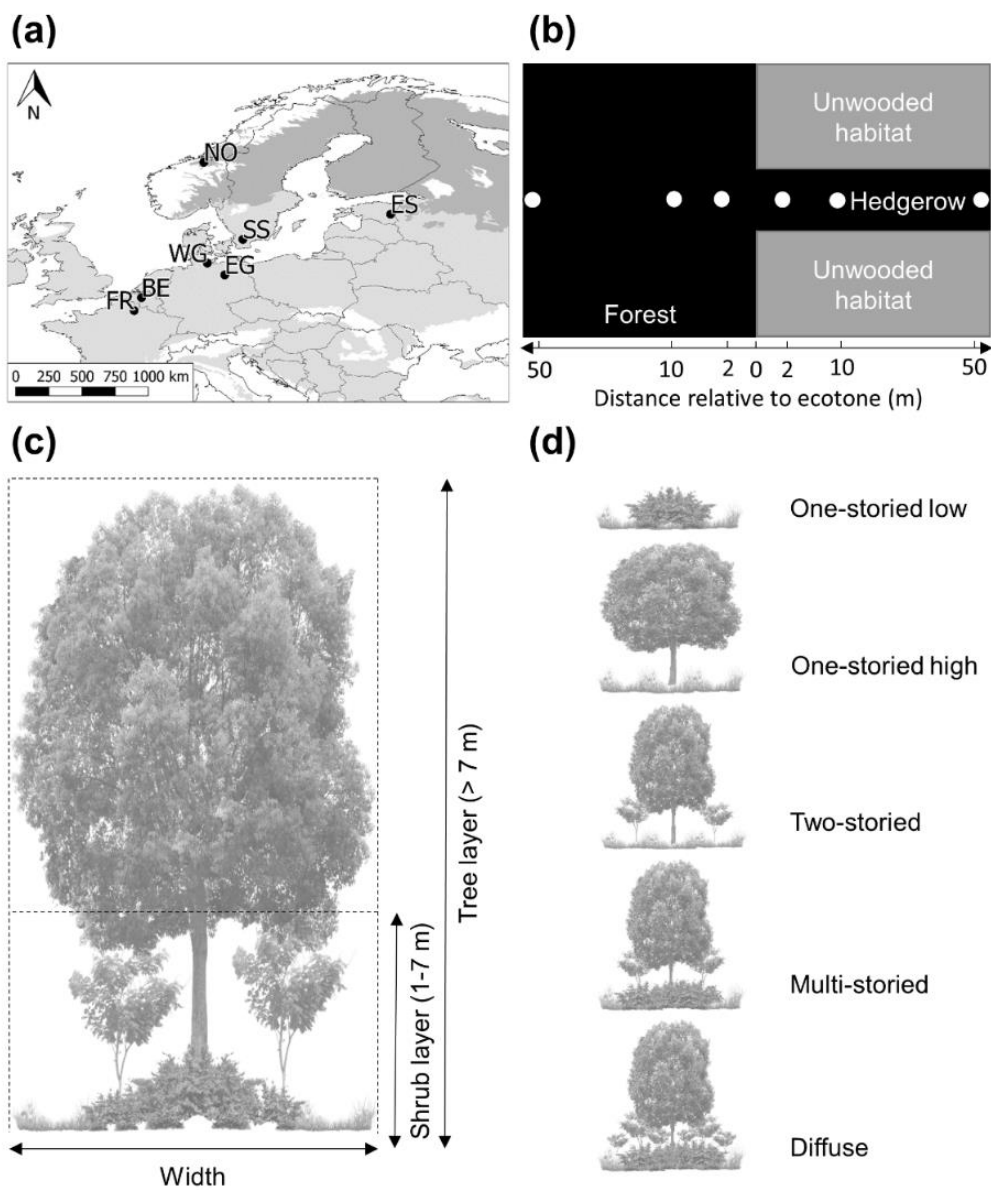 (a)
N
NO
ES
SS
WG
EG
BE
FR
0 250 500 750 1000 km
(b)
Unwooded
habitat
Hedgerow
Unwooded
habitat
Forest
50 10 2 0 2 10 50
Distance relative to ecotone (m)
(c)
Tree layer (> 7 m)
Shrub layer (1-7 m)
Width
(d)
One-storied low
One-storied high
Two-storied
Multi-storied
Diffuse